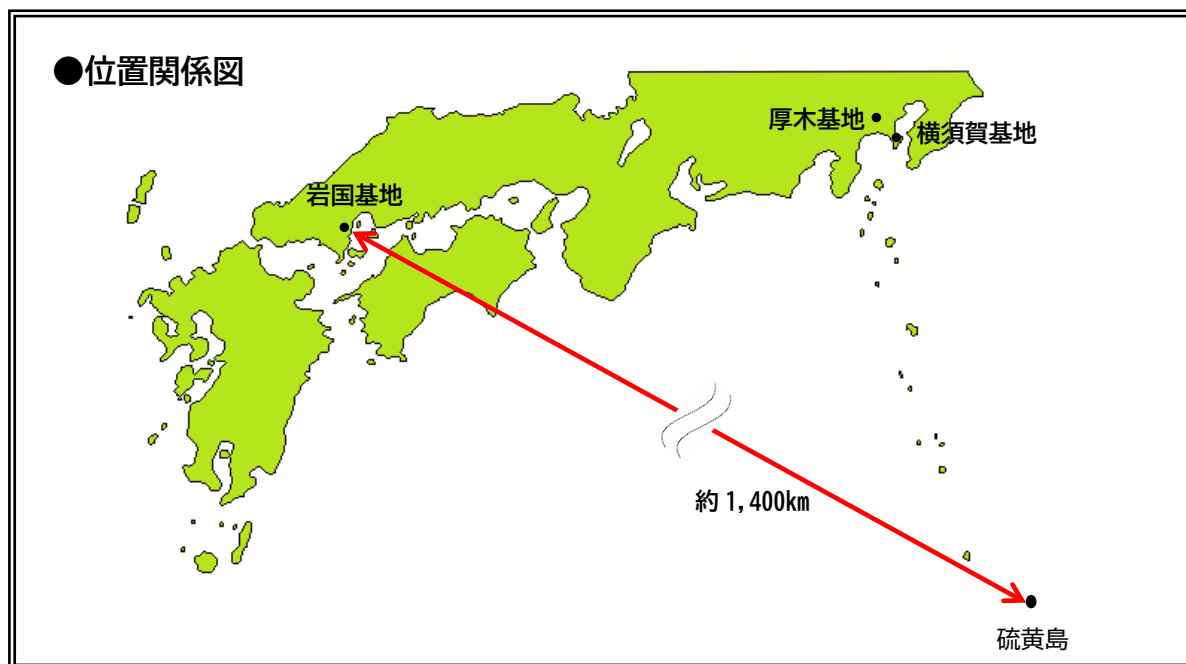 ●位置関係図
厚木基地
横須賀基地
岩国基地
約1,400km
硫黄島